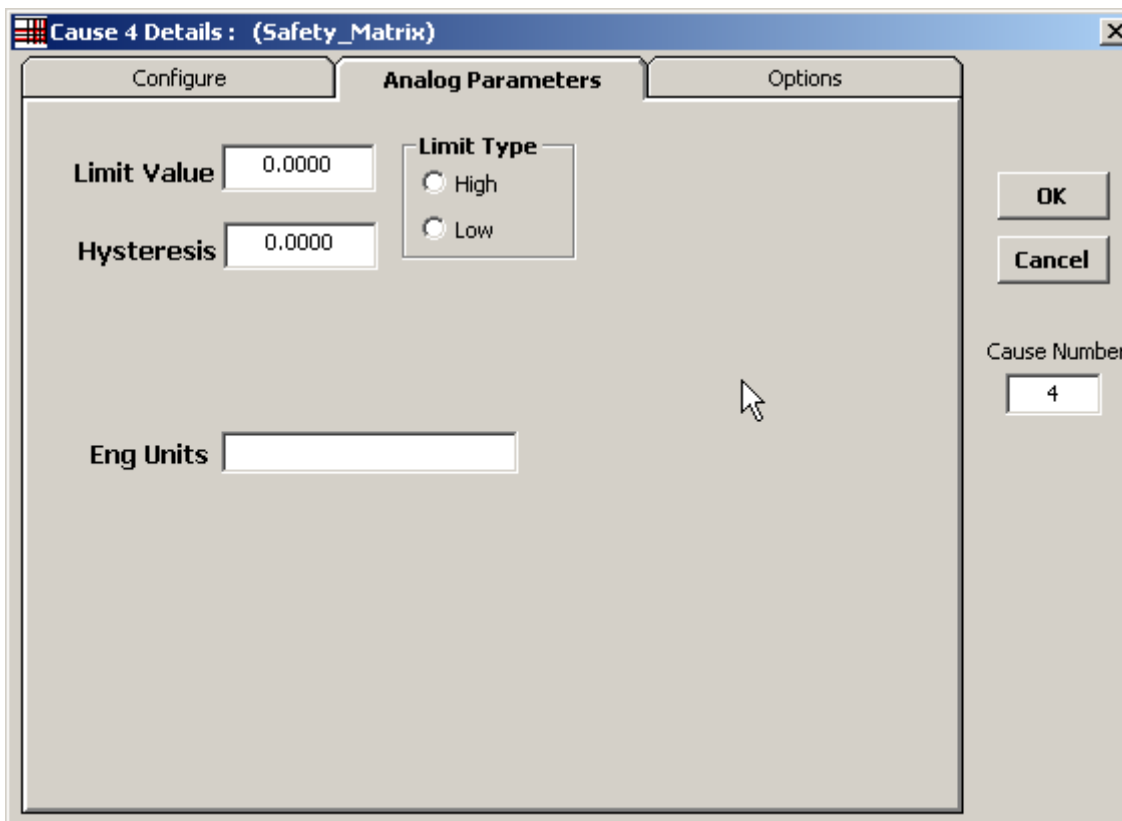 Cause 4 Details : (Safety_Matrix)
Configure
Analog Parameters
Options
Limit Value
0.0000
Limit Type
High
Low
Hysteresis
0.0000
OK
Cancel
Cause Number
4
Eng Units